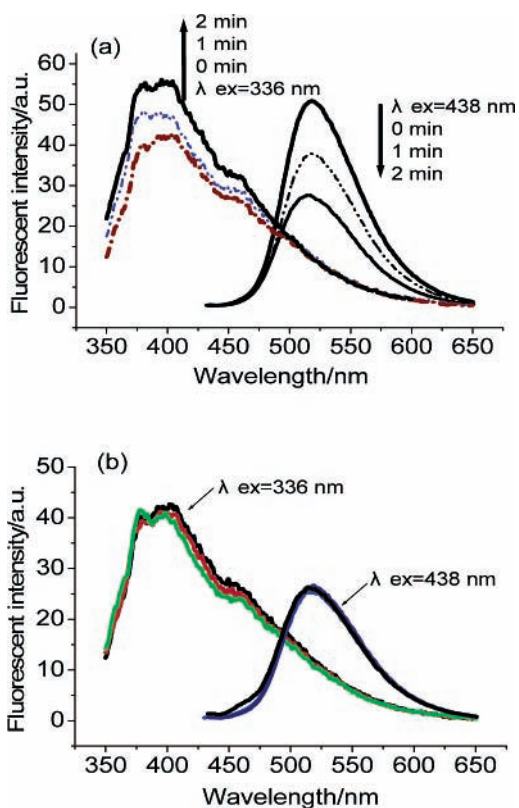 (a)
2 min
1 min
0 min
λ ex=336 nm
λ ex=438 nm
0 min
1 min
2 min
Fluorescent intensity/a.u.
60
50
40
30
20
10
0
350 400 450 500 550 600 650
Wavelength/nm
(b)
λ ex=336 nm
λ ex=438 nm
Fluorescent intensity/a.u.
50
40
30
20
10
0
350 400 450 500 550 600 650
Wavelength/nm